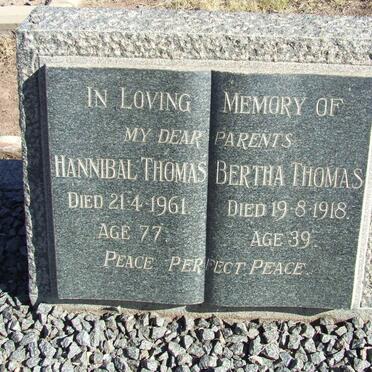 IN LOVING MEMORY OF
MY DEAR PARENTS
HANNIBAL THOMAS BERTHA THOMAS
DIED 21-4-1961. DIED 19-8-1918.
AGE 77. AGE 39.
PEACE PERFECT PEACE.